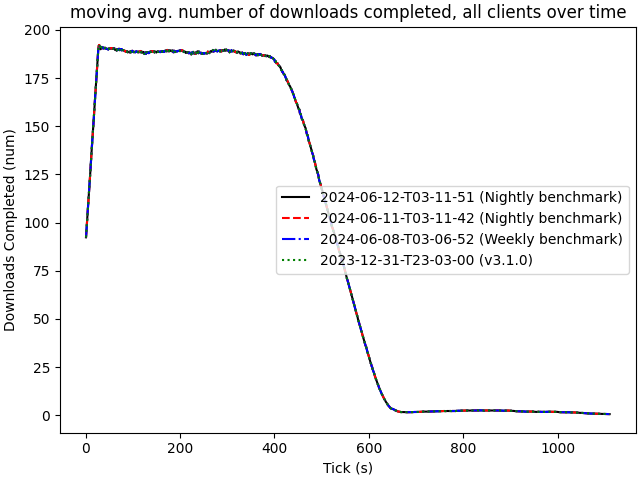 moving avg. number of downloads completed, all clients over time
Downloads Completed (num)
200
175
150
125
100
75
50
25
0
2024-06-12-T03-11-51 (Nightly benchmark)
2024-06-11-T03-11-42 (Nightly benchmark)
2024-06-08-T03-06-52 (Weekly benchmark)
2023-12-31-T23-03-00 (v3.1.0)
0 200 400 600 800 1000
Tick (s)